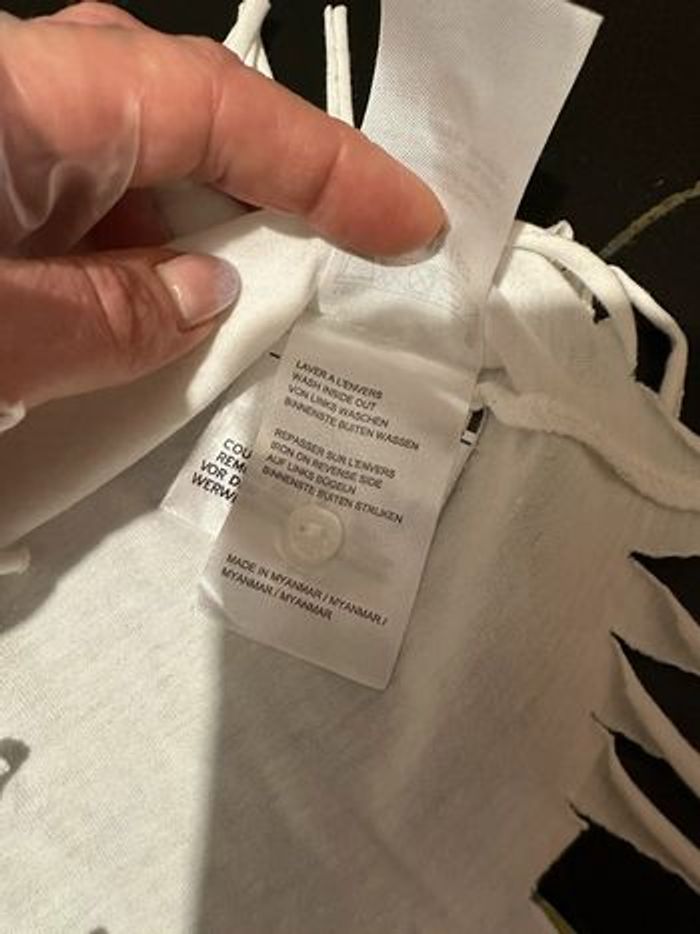 LAVER A L'ENVERS
WASH INSIDE OUT
VON LINKS WASCHEN
BINNENSTE BUITEN WASSEN
REPASSER SUR L'ENVERS
IRON ON REVERSE SIDE
AUF LINKS BÜGELN
BINNENSTE BUITEN STRIJKEN
MADE IN MYANMAR / MYANMAR /
MYANMAR / MYANMAR
COU
REM
VOR D
WERW